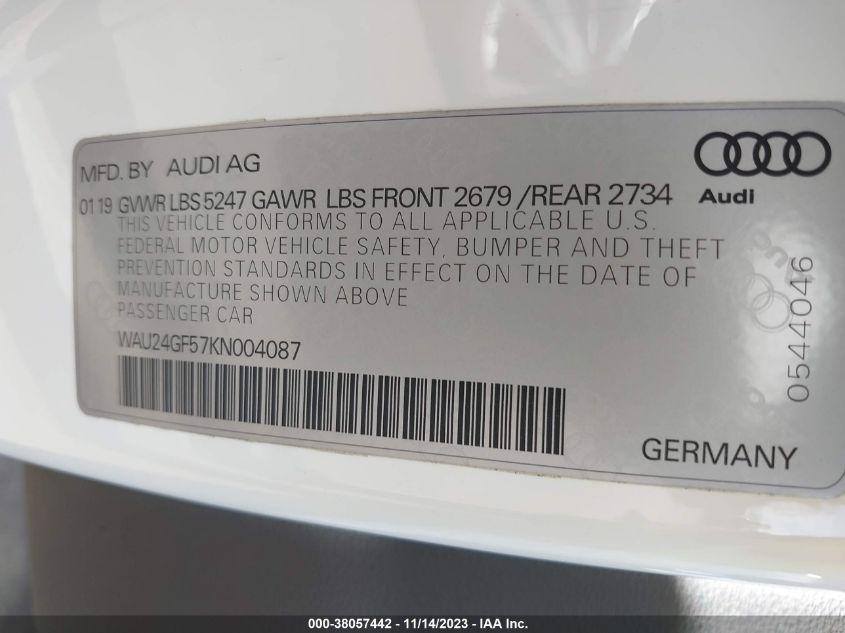 MFD. BY AUDI AG
Audi
01 19 GVWR LBS 5247 GAWR LBS FRONT 2679 /REAR 2734
THIS VEHICLE CONFORMS TO ALL APPLICABLE U.S.
FEDERAL MOTOR VEHICLE SAFETY, BUMPER AND THEFT
PREVENTION STANDARDS IN EFFECT ON THE DATE OF
MANUFACTURE SHOWN ABOVE
PASSENGER CAR
WAU24GF57KN004087
0544046
GERMANY
000-38057442 - 11/14/2023 - IAA Inc.